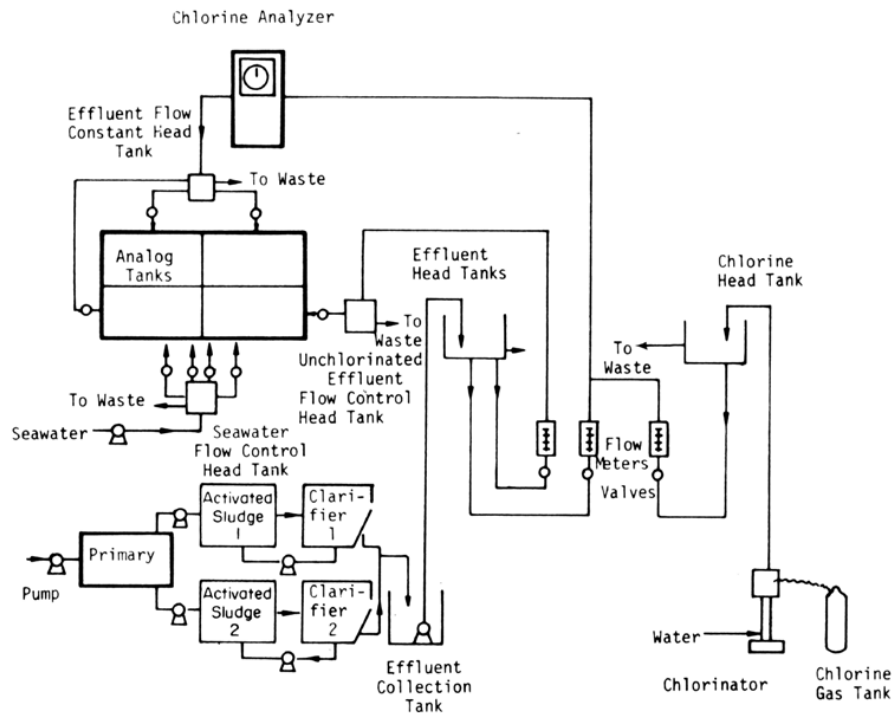 Chlorine Analyzer
Effluent Flow
Constant Head
Tank
To Waste
Analog
Tanks
Effluent
Head Tanks
Chlorine
Head Tank
To
Waste
Unchlorinated
Effluent
Flow Control
Head Tank
To
Waste
To Waste
Seawater
Seawater
Flow Control
Head Tank
Flow
Meters
Valves
Activated
Sludge
1
Clari-
fier
1
Primary
Pump
Activated
Sludge
2
Clari-
fier
2
Effluent
Collection
Tank
Water
Chlorinator
Chlorine
Gas Tank